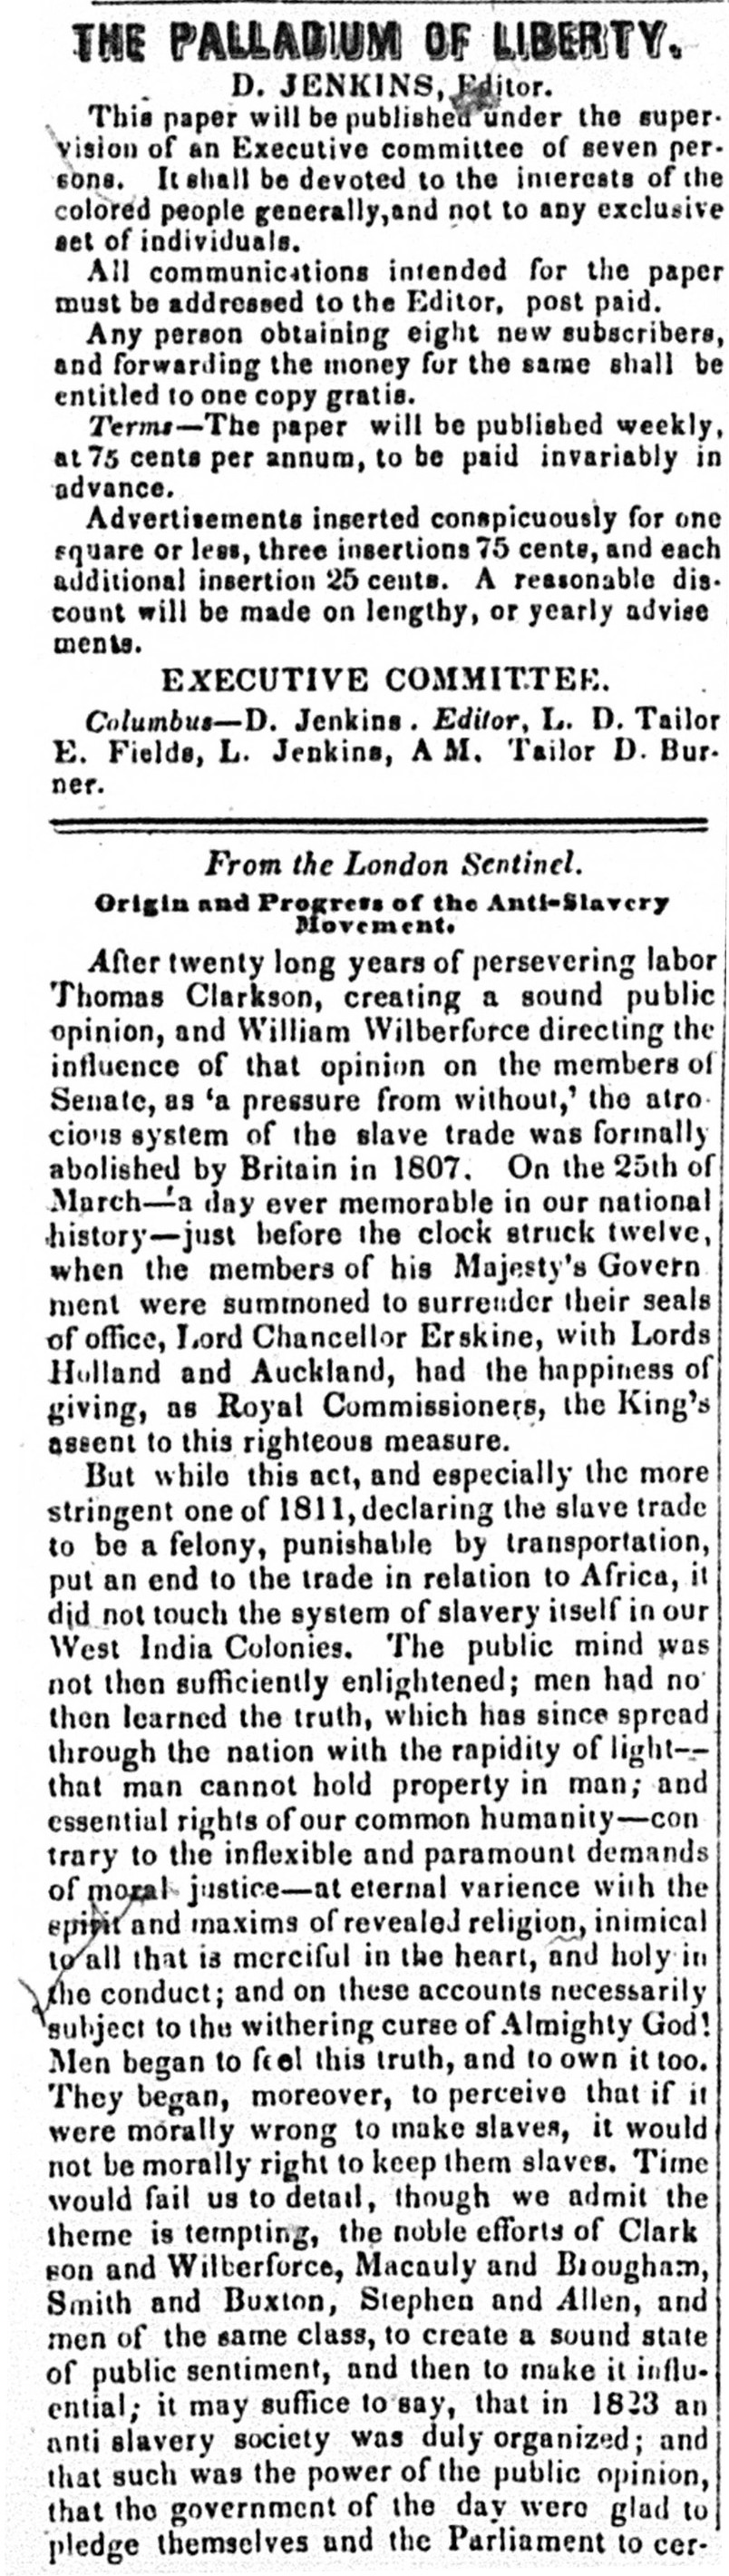 THE PALLADIUM OF LIBERTY.
D. JENKINS, Editor.
This paper will be published under the super-
vision of an Executive committee of seven per-
sons. It shall be devoted to the interests of the
colored people generally,and not to any exclusive
set of individuals.
All communications intended for the paper
must be addressed to the Editor, post paid.
Any person obtaining eight new subscribers,
and forwarding the money for the same shall be
entitled to one copy gratis.
Terms—The paper will be published weekly,
at 75 cents per annum, to be paid invariably in
advance.
Advertisements inserted conspicuously for one
square or less, three insertions 75 cents, and each
additional insertion 25 cents. A reasonable dis-
count will be made on lengthy, or yearly advise
ments.
EXECUTIVE COMMITTEE.
Columbus—D. Jenkins. Editor, L. D. Tailor
E. Fields, L. Jenkins, A M. Tailor D. Bur-
ner.
From the London Sentinel.
Origin and Progress of the Anti-Slavery
Movement.
After twenty long years of persevering labor
Thomas Clarkson, creating a sound public
opinion, and William Wilberforce directing the
influence of that opinion on the members of
Senate, as 'a pressure from without,' the atro-
cious system of the slave trade was formally
abolished by Britain in 1807. On the 25th of
March—'a day ever memorable in our national
history—just before the clock struck twelve,
when the members of his Majesty's Govern
ment were summoned to surrender their seals
of office, Lord Chancellor Erskine, with Lords
Holland and Auckland, had the happiness of
giving, as Royal Commissioners, the King's
assent to this righteous measure.
But while this act, and especially the more
stringent one of 1811, declaring the slave trade
to be a felony, punishable by transportation,
put an end to the trade in relation to Africa, it
did not touch the system of slavery itself in our
West India Colonies. The public mind was
not then sufficiently enlightened; men had no
then learned the truth, which has since spread
through the nation with the rapidity of light--
that man cannot hold property in man; and
essential rights of our common humanity—con
trary to the inflexible and paramount demands
of moral justice—at eternal varience with the
spirit and maxims of revealed religion, inimical
to all that is merciful in the heart, and holy in
the conduct; and on these accounts necessarily
subject to the withering curse of Almighty God!
Men began to feel this truth, and to own it too.
They began, moreover, to perceive that if it
were morally wrong to make slaves, it would
not be morally right to keep them slaves. Time
would fail us to detail, though we admit the
theme is tempting, the noble efforts of Clark
son and Wilberforce, Macauly and Brougham,
Smith and Buxton, Stephen and Allen, and
men of the same class, to create a sound state
of public sentiment, and then to make it influ-
ential; it may suffice to say, that in 1823 an
anti slavery society was duly organized; and
that such was the power of the public opinion,
that the government of the day were glad to
pledge themselves and the Parliament to cer-